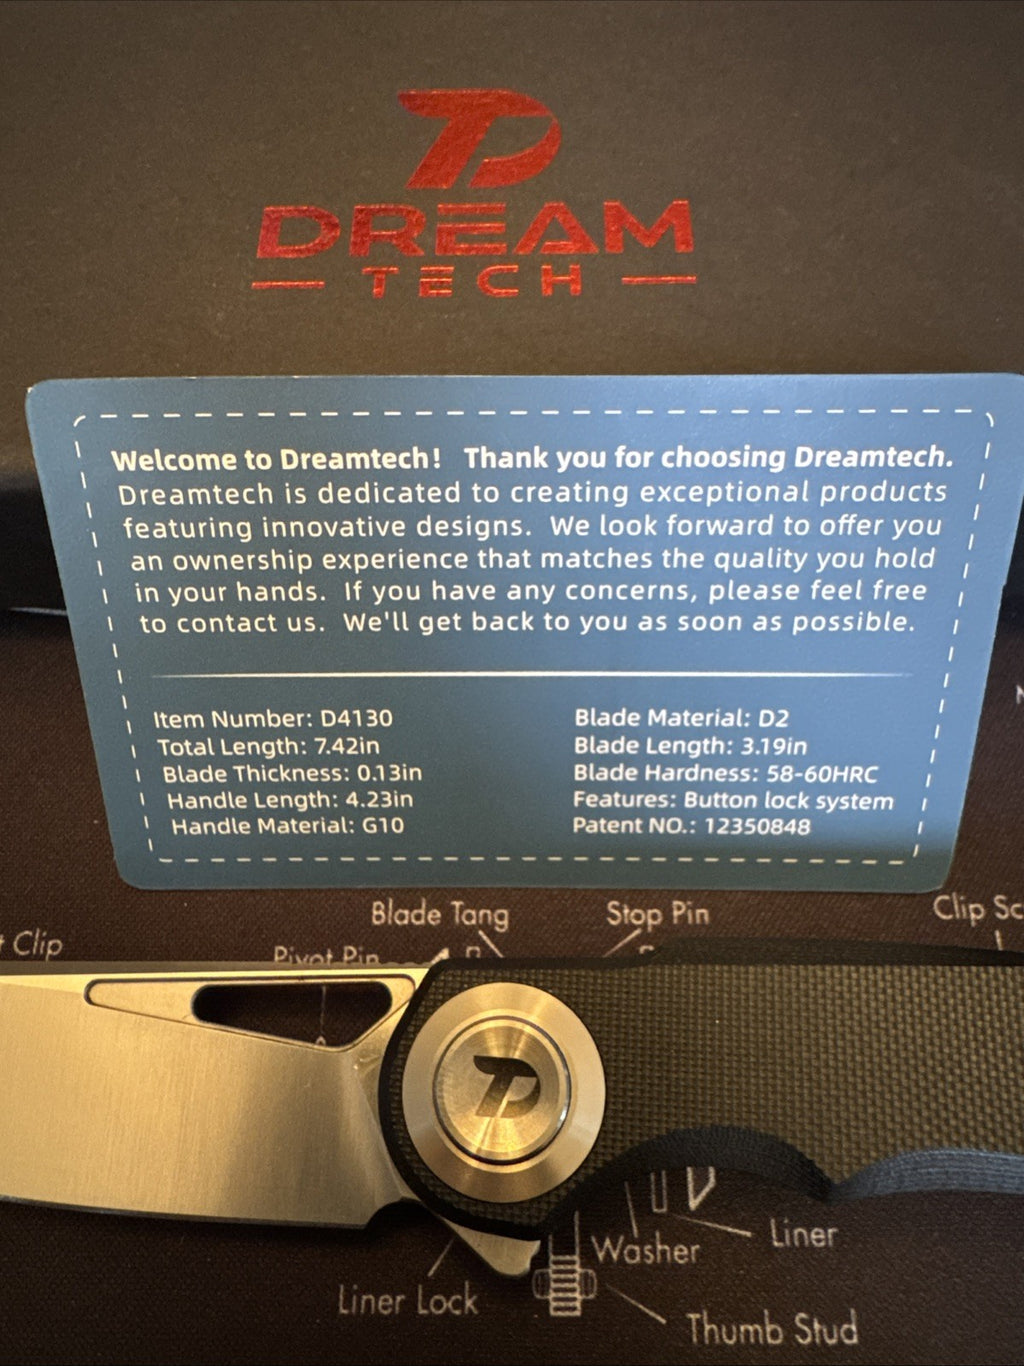 DREAM
TECH
Welcome to Dreamtech! Thank you for choosing Dreamtech.
Dreamtech is dedicated to creating exceptional products
featuring innovative designs. We look forward to offer you
an ownership experience that matches the quality you hold
in your hands. If you have any concerns, please feel free
to contact us. We'll get back to you as soon as possible.
Item Number: D4130
Total Length: 7.42in
Blade Thickness: 0.13in
Handle Length: 4.23in
Handle Material: G10
Blade Material: D2
Blade Length: 3.19in
Blade Hardness: 58-60HRC
Features: Button lock system
Patent NO.: 12350848
Blade Tang
Stop Pin
Clip
Clip
Pivot Pin
Washer
Liner
Liner Lock
Thumb Stud